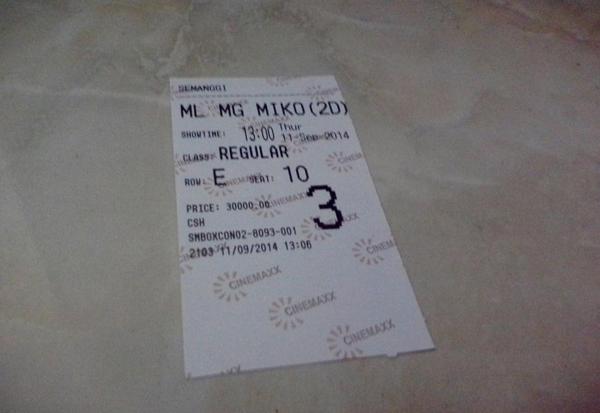 SEMANGGI
ML MG MIKO(2D)
SHOWTIME: 13:00 Thur
11-Sep-2014
CLASS: REGULAR
ROW: E SEAT: 10
PRICE: 30000.00
3
CSH
SMBOXCON02-8093-001
2103 11/09/2014 13:06
CINEMAXX
CINEMAXX
CINEMAXX
CINEMAXX